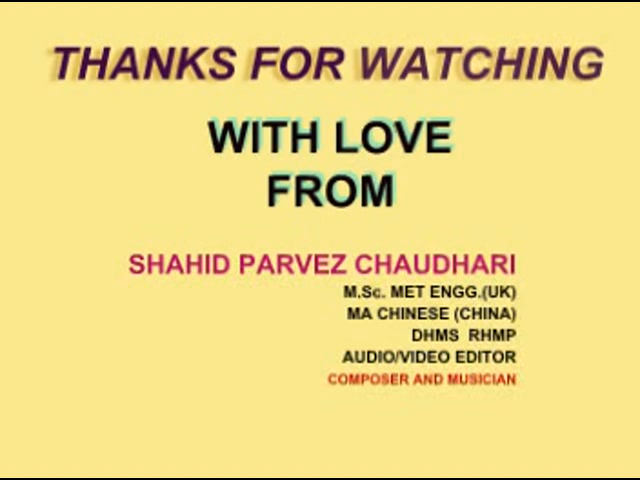 THANKS FOR WATCHING
WITH LOVE
FROM
SHAHID PARVEZ CHAUDHARI
M.Sc. MET ENGG.(UK)
MA CHINESE (CHINA)
DHMS RHMP
AUDIO/VIDEO EDITOR
COMPOSER AND MUSICIAN